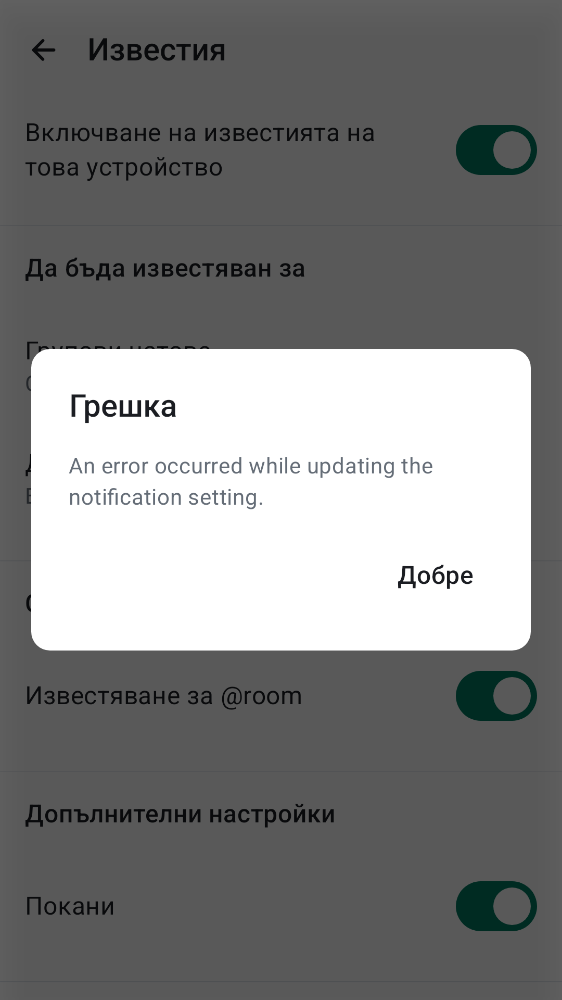 Известия
Включване на известията на
това устройство
Да бъда известяван за
Грешка
An error occurred while updating the
notification setting.
Добре
Известяване за @room
Допълнителни настройки
Покани